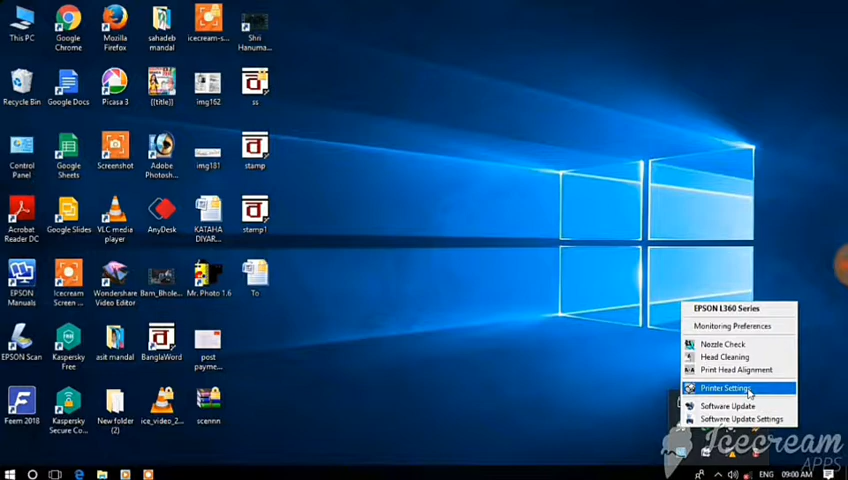 This PC
Google
Chrome
Mozilla
Firefox
sahadeb
mandal
icecream-s...
Shri
Hanuma...
Recycle Bin
Google Docs
Picasa 3
{{title}}
img162
ss
Control
Panel
Google
Sheets
Screenshot
Adobe
Photosh...
img181
stamp
Acrobat
Reader DC
Google Slides
VLC media
player
AnyDesk
KATAHA
DIYAR...
stamp1
EPSON
Manuals
Icecream
Screen ...
Wondershare
Video Editor
Bam_Bhole...
Mr. Photo 1.6
To
EPSON Scan
Kaspersky
Free
asit mandal
BanglaWord
post
payme...
Feem 2018
Kaspersky
Secure Co...
New folder
(2)
ice_video_2...
scennn
EPSON L360 Series
Monitoring Preferences
Nozzle Check
Head Cleaning
Print Head Alignment
Printer Settings
Software Update
Software Update Settings
Icecream
APPS
ENG
09:00 AM